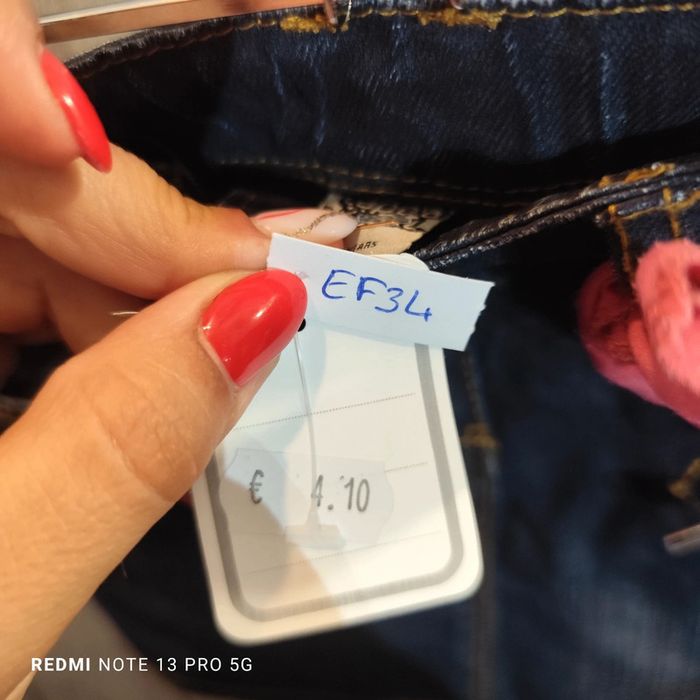 EF34
€ 4.10
REDMI NOTE 13 PRO 5G